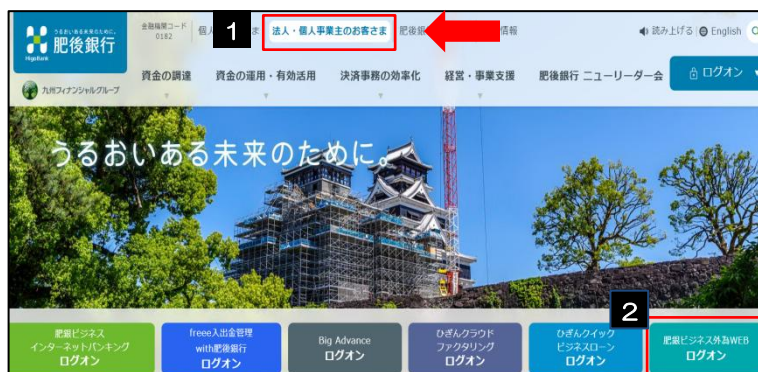 うるおいある未来のために。
肥後銀行
Higo Bank
九州フィナンシャルグループ
金融機関コード
0182
個
1
ま
法人・個人事業主のお客さま
肥後銀
情報
読み上げる
English
資金の調達
資金の運用・有効活用
決済事務の効率化
経営・事業支援
肥後銀行 ニューリーダー会
ログオン
うるおいある未来のために。
2
肥銀ビジネス
インターネットバンキング
ログオン
freee入出金管理
with肥後銀行
ログオン
Big Advance
ログオン
ひぎんクラウド
ファクタリング
ログオン
ひぎんクイック
ビジネスローン
ログオン
肥銀ビジネス外為WEB
ログオン